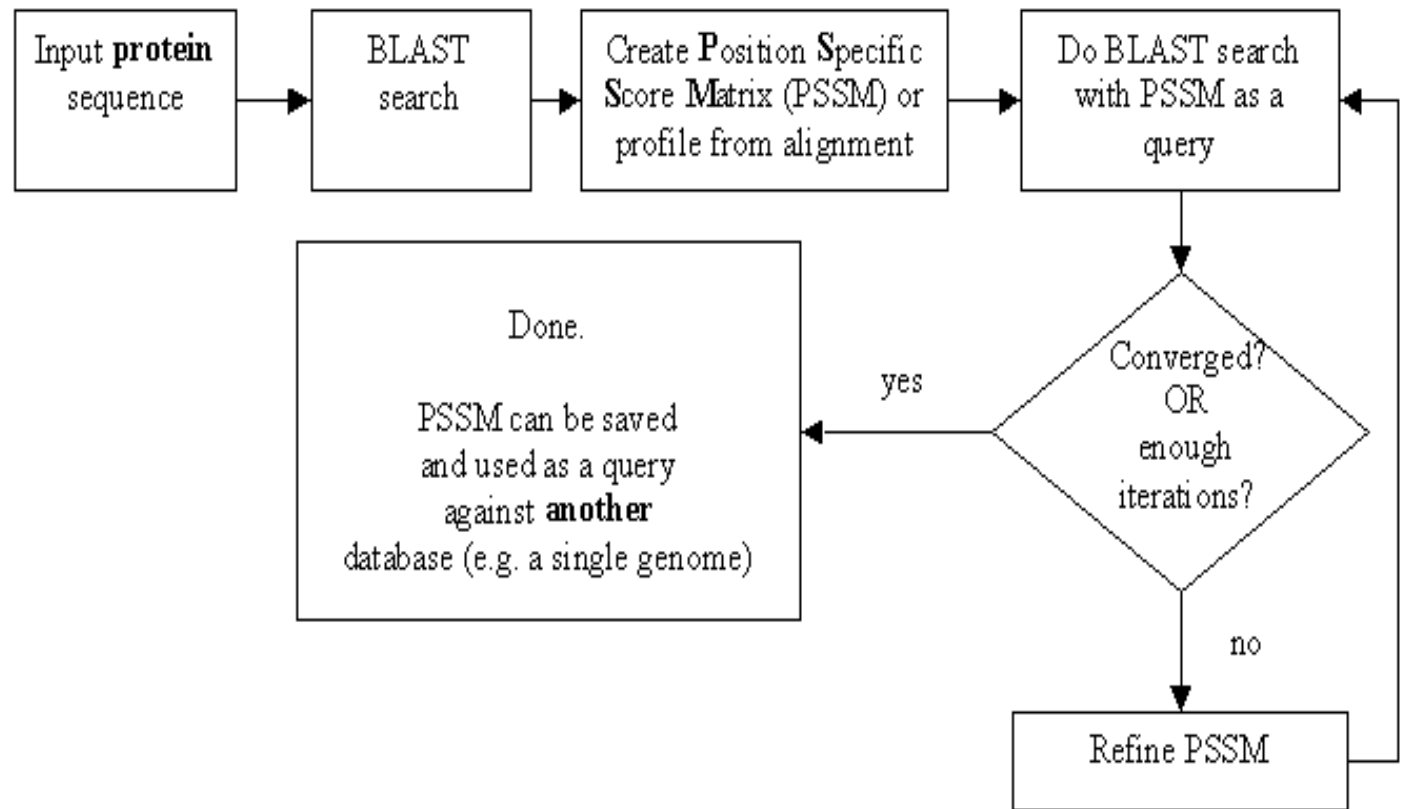 Input protein
sequence
BLAST
search
Create Position Specific
Score Matrix (PSSM) or
profile from alignment
Do BLAST search
with PSSM as a
query
Converged?
OR
enough
iterations?
yes
Done.
PSSM can be saved
and used as a query
against another
database (e.g. a single genome)
no
Refine PSSM